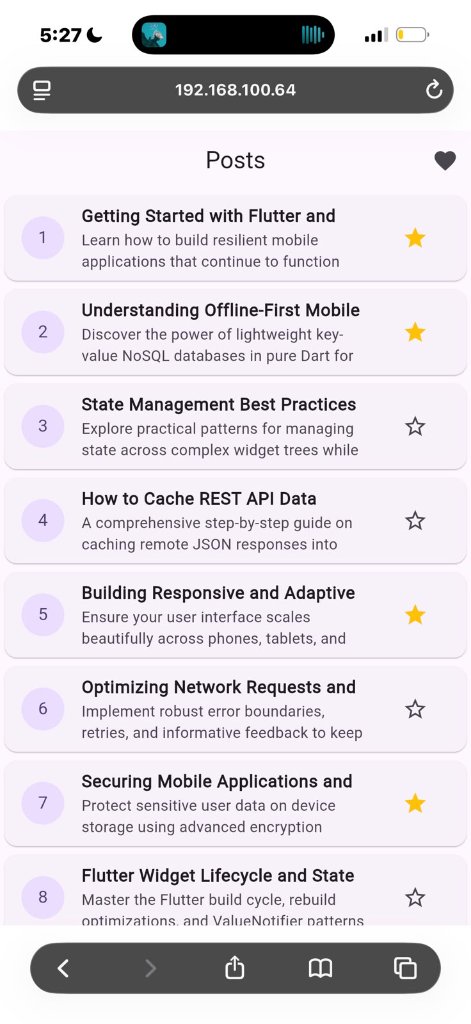 5:27
192.168.100.64
Posts
1
Getting Started with Flutter and
Learn how to build resilient mobile
applications that continue to function
2
Understanding Offline-First Mobile
Discover the power of lightweight key-
value NoSQL databases in pure Dart for
3
State Management Best Practices
Explore practical patterns for managing
state across complex widget trees while
4
How to Cache REST API Data
A comprehensive step-by-step guide on
caching remote JSON responses into
5
Building Responsive and Adaptive
Ensure your user interface scales
beautifully across phones, tablets, and
6
Optimizing Network Requests and
Implement robust error boundaries,
retries, and informative feedback to keep
7
Securing Mobile Applications and
Protect sensitive user data on device
storage using advanced encryption
8
Flutter Widget Lifecycle and State
Master the Flutter build cycle, rebuild
optimizations, and ValueNotifier patterns